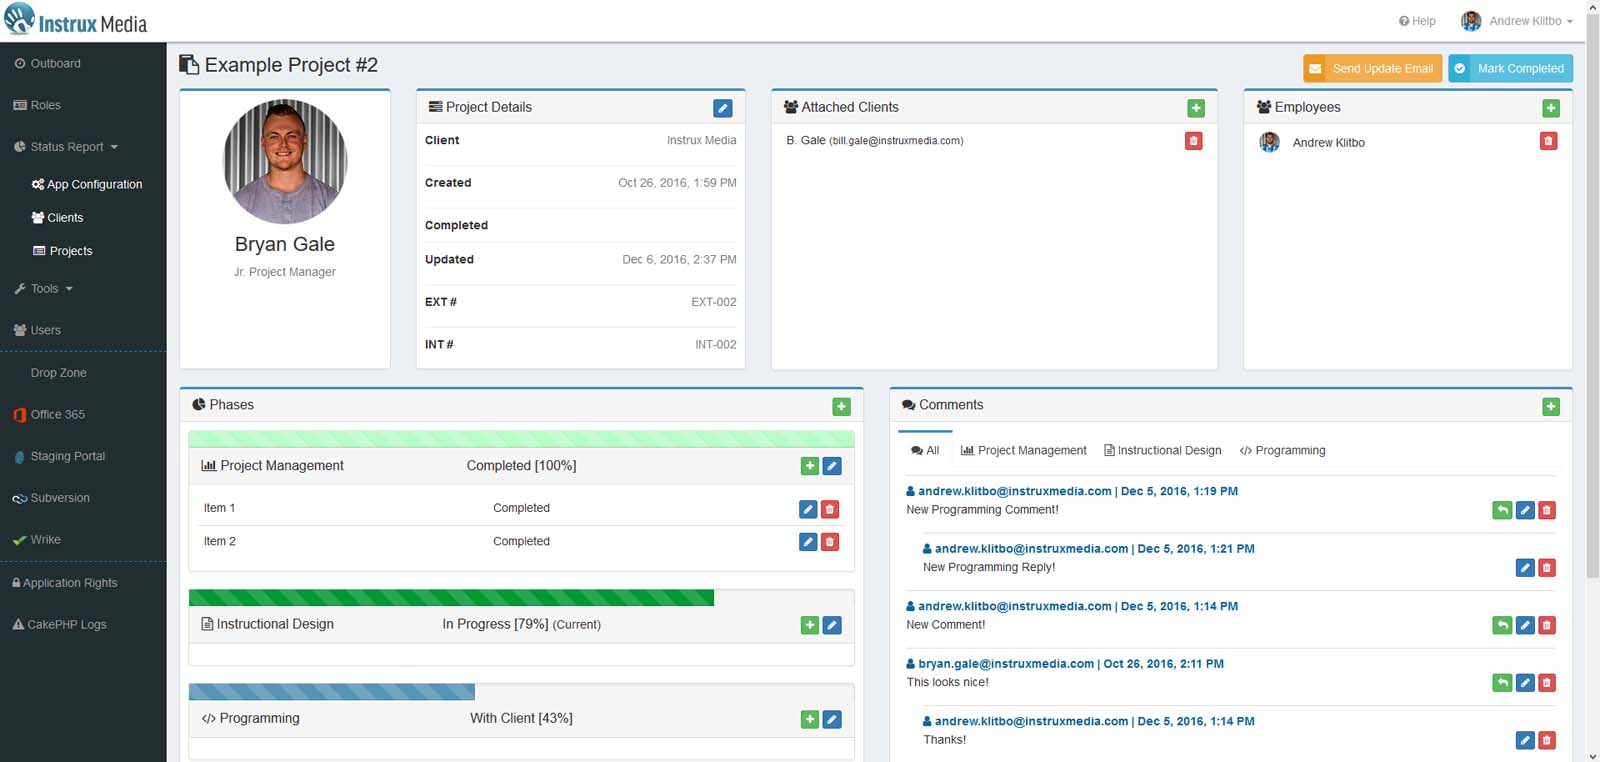 Instrux Media
Help
Andrew Klitbo
Outboard
Roles
Status Report
App Configuration
Clients
Projects
Tools
Users
Drop Zone
Office 365
Staging Portal
Subversion
Wrike
Application Rights
CakePHP Logs
Example Project #2
Send Update Email
Mark Completed
Bryan Gale
Jr. Project Manager
Project Details
Client Instrux Media
Created Oct 26, 2016, 1:59 PM
Completed
Updated Dec 6, 2016, 2:37 PM
EXT # EXT-002
INT # INT-002
Attached Clients
B. Gale (bill.gale@instruxmedia.com)
Employees
Andrew Klitbo
Phases
Project Management Completed [100%]
Item 1 Completed
Item 2 Completed
Instructional Design In Progress [79%] (Current)
Programming With Client [43%]
Comments
All Project Management Instructional Design Programming
andrew.klitbo@instruxmedia.com | Dec 5, 2016, 1:19 PM
New Programming Comment!
andrew.klitbo@instruxmedia.com | Dec 5, 2016, 1:21 PM
New Programming Reply!
andrew.klitbo@instruxmedia.com | Dec 5, 2016, 1:14 PM
New Comment!
bryan.gale@instruxmedia.com | Oct 26, 2016, 2:11 PM
This looks nice!
andrew.klitbo@instruxmedia.com | Dec 5, 2016, 1:14 PM
Thanks!